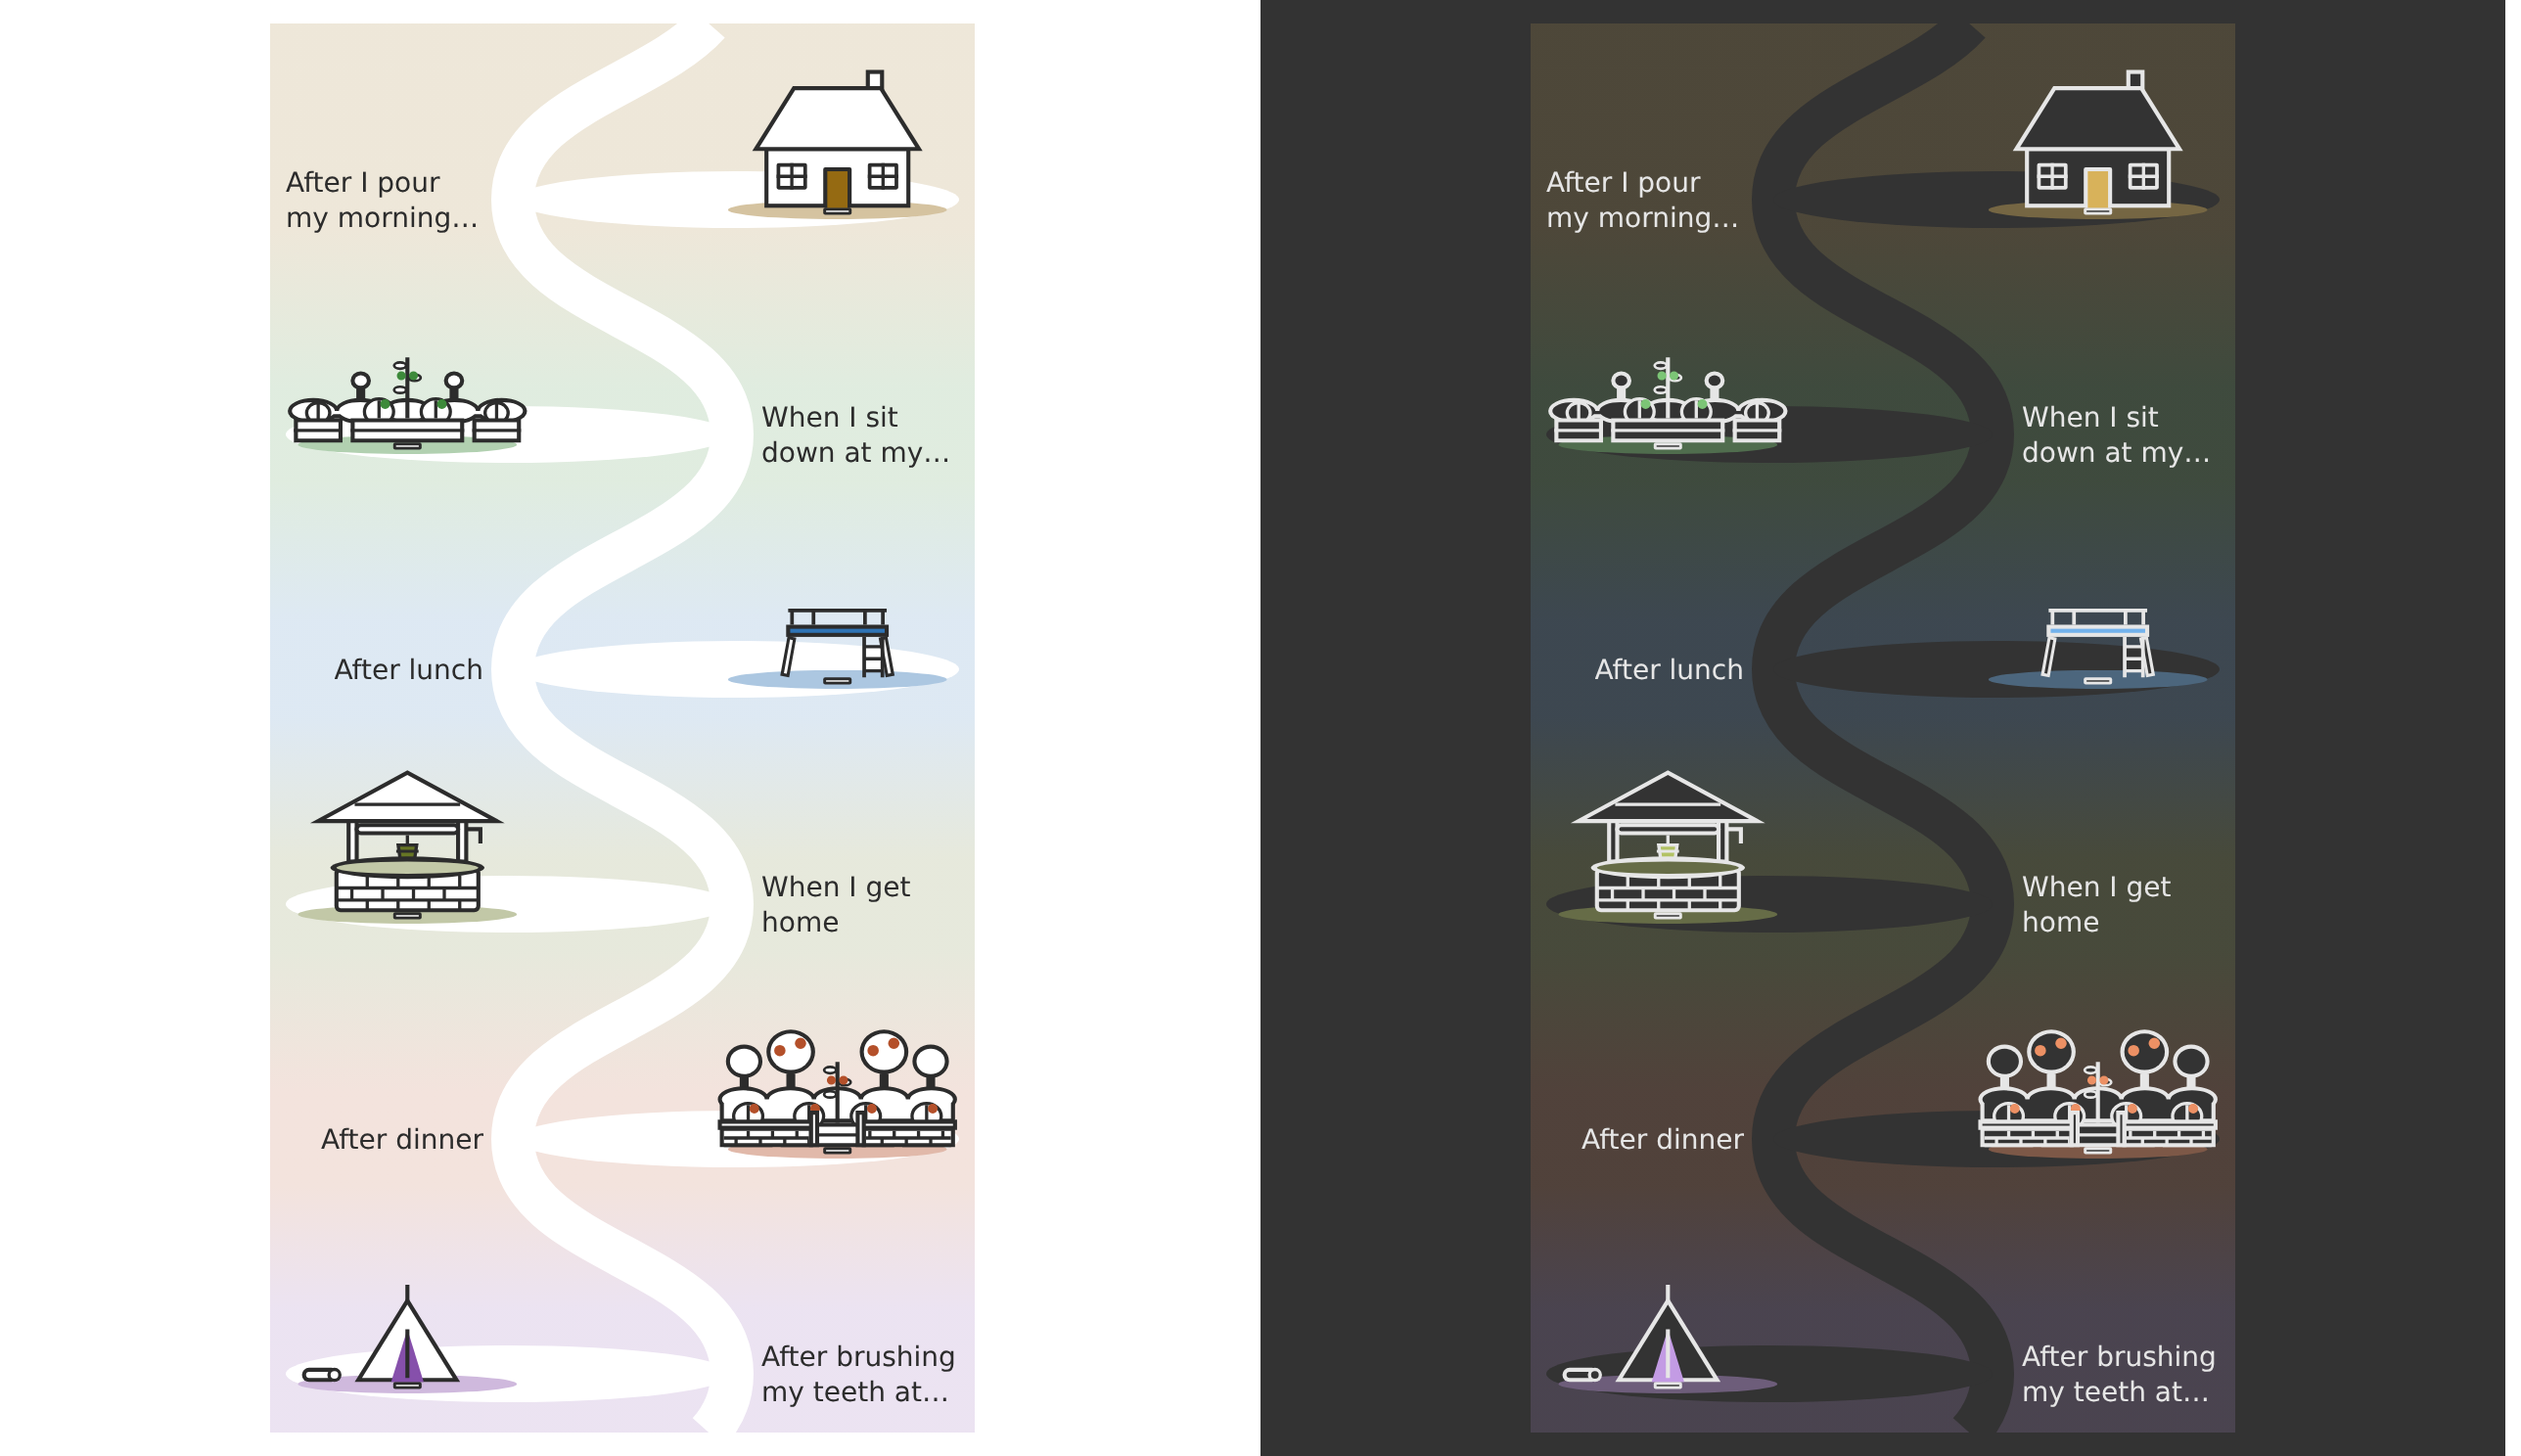 After I pour
my morning…
When I sit
down at my…
After lunch
When I get
home
After dinner
After brushing
my teeth at…
After I pour
my morning…
When I sit
down at my…
After lunch
When I get
home
After dinner
After brushing
my teeth at…